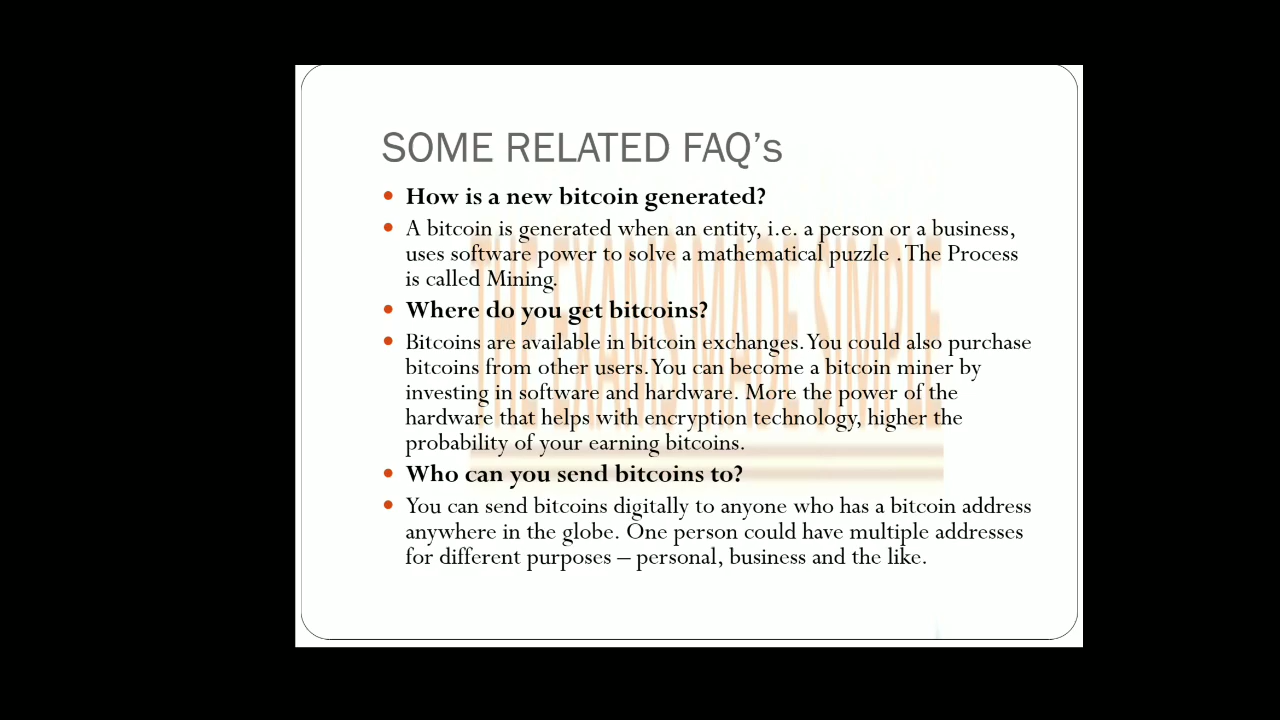 SOME RELATED FAQ's
• How is a new bitcoin generated?
• A bitcoin is generated when an entity, i.e. a person or a business,
uses software power to solve a mathematical puzzle . The Process
is called Mining.
• Where do you get bitcoins?
• Bitcoins are available in bitcoin exchanges. You could also purchase
bitcoins from other users. You can become a bitcoin miner by
investing in software and hardware. More the power of the
hardware that helps with encryption technology, higher the
probability of your earning bitcoins.
• Who can you send bitcoins to?
• You can send bitcoins digitally to anyone who has a bitcoin address
anywhere in the globe. One person could have multiple addresses
for different purposes – personal, business and the like.
THE EXAMS MADE SIMPLE